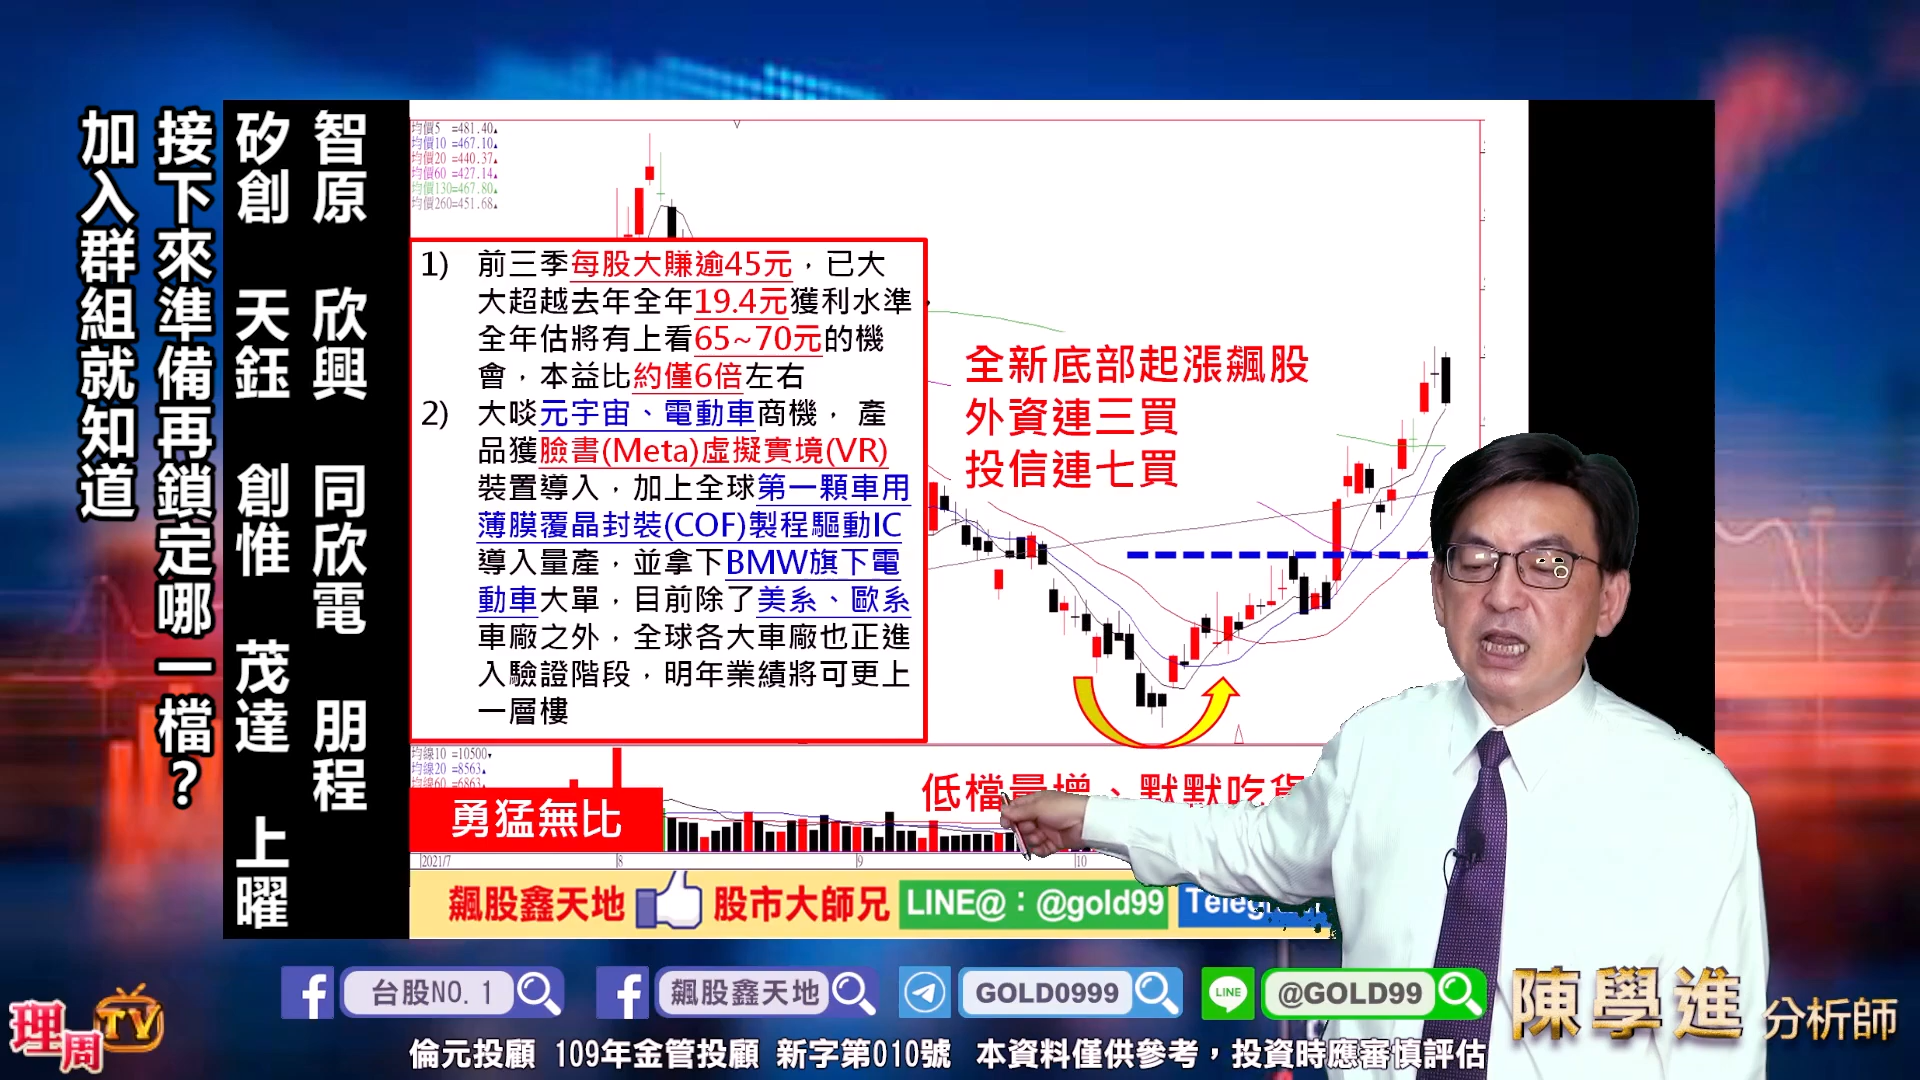 加入群組就知道
接下來準備再鎖定哪一檔？
矽創 天鈺 創惟 茂達 上曜
智原 欣興 同欣電 朋程
均價5 =481.40▲
均價10 =467.10▲
均價20 =440.37▲
均價60 =427.14▲
均價130=467.80▲
均價260=451.68▲
1) 前三季每股大賺逾45元，已大
大超越去年全年19.4元獲利水準，
全年估將有上看65~70元的機
會，本益比約僅6倍左右
2) 大啖元宇宙、電動車商機， 產
品獲臉書(Meta)虛擬實境(VR)
裝置導入，加上全球第一顆車用
薄膜覆晶封裝(COF)製程驅動IC
導入量產，並拿下BMW旗下電
動車大單，目前除了美系、歐系
車廠之外，全球各大車廠也正進
入驗證階段，明年業績將可更上
一層樓
全新底部起漲飆股
外資連三買
投信連七買
均線10 =10500▼
均線20 =8563▲
均線60 =6863▲
低檔量增、默默吃貨
勇猛無比
2021/7 8 9 10
飆股鑫天地 股市大師兄 LINE@：@gold99
台股NO.1 飆股鑫天地 GOLD0999 LINE @GOLD99
陳學進 分析師
理周TV
倫元投顧 109年金管投顧 新字第010號 本資料僅供參考，投資時應審慎評估